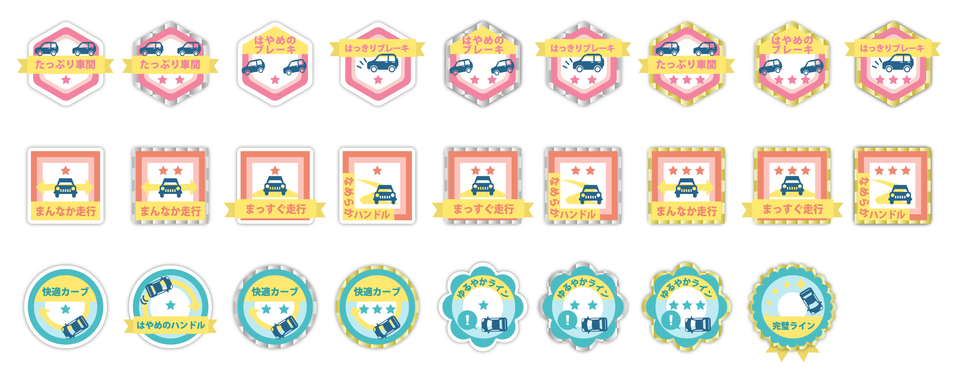 たっぷり車間
たっぷり車間
はやめの
ブレーキ
はっきりブレーキ
はやめの
ブレーキ
はっきりブレーキ
たっぷり車間
はやめの
ブレーキ
はっきりブレーキ
まんなか走行
まんなか走行
まっすぐ走行
なめらか
ハンドル
まっすぐ走行
ゆるやか
ハンドル
まんなか走行
まっすぐ走行
なめらか
ハンドル
快適カーブ
はやめのハンドル
快適カーブ
快適カーブ
ゆるやかライン
!
ゆるやかライン
!
ゆるやかライン
!
完璧ライン